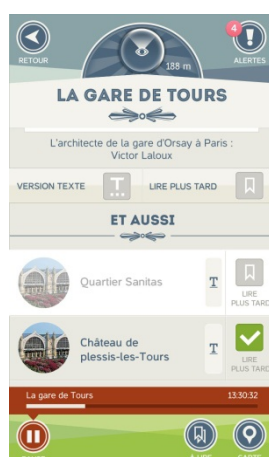 4
188 m
RETOUR
ALERTES
LA GARE DE TOURS
L'architecte de la gare d'Orsay à Paris :
Victor Laloux
VERSION TEXTE
T...
LIRE PLUS TARD
ET AUSSI
Quartier Sanitas
T
LIRE
PLUS TARD
Château de
plessis-les-Tours
T
LIRE
PLUS TARD
La gare de Tours
13:30:32